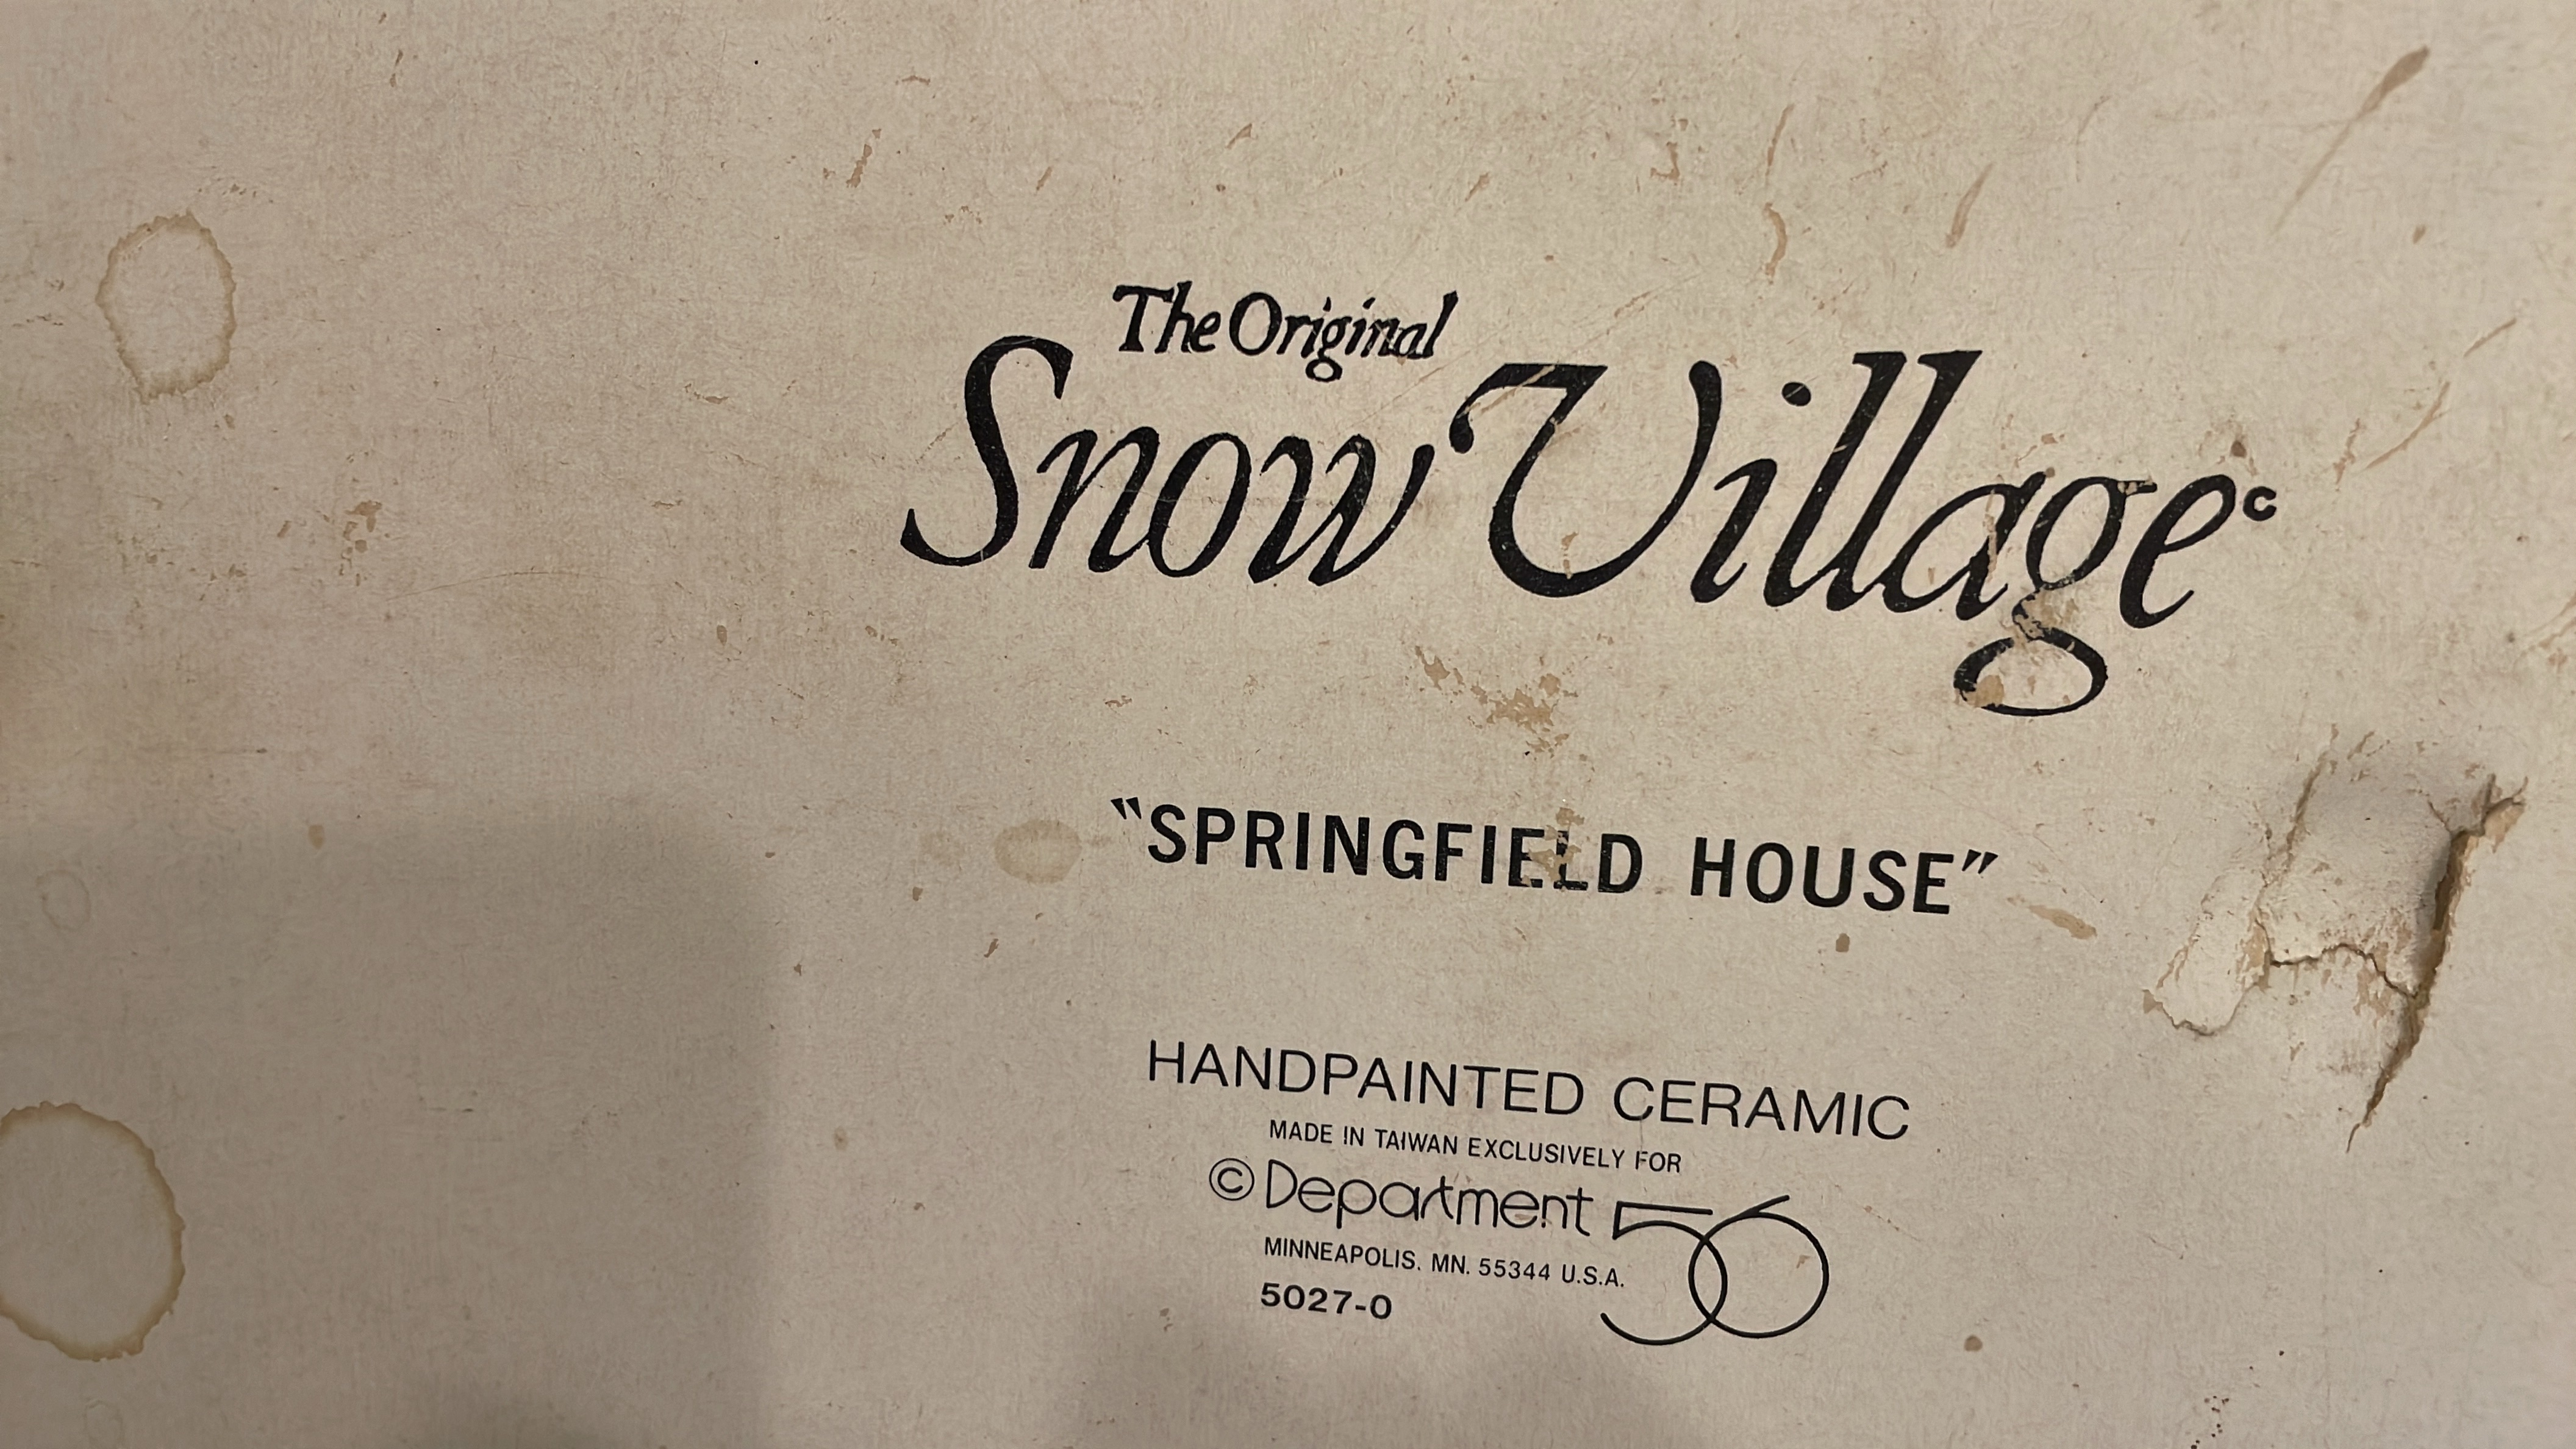 The Original
Snow Village c
"SPRINGFIELD HOUSE"
HANDPAINTED CERAMIC
MADE IN TAIWAN EXCLUSIVELY FOR
© Department 56
MINNEAPOLIS. MN. 55344 U.S.A.
5027-0